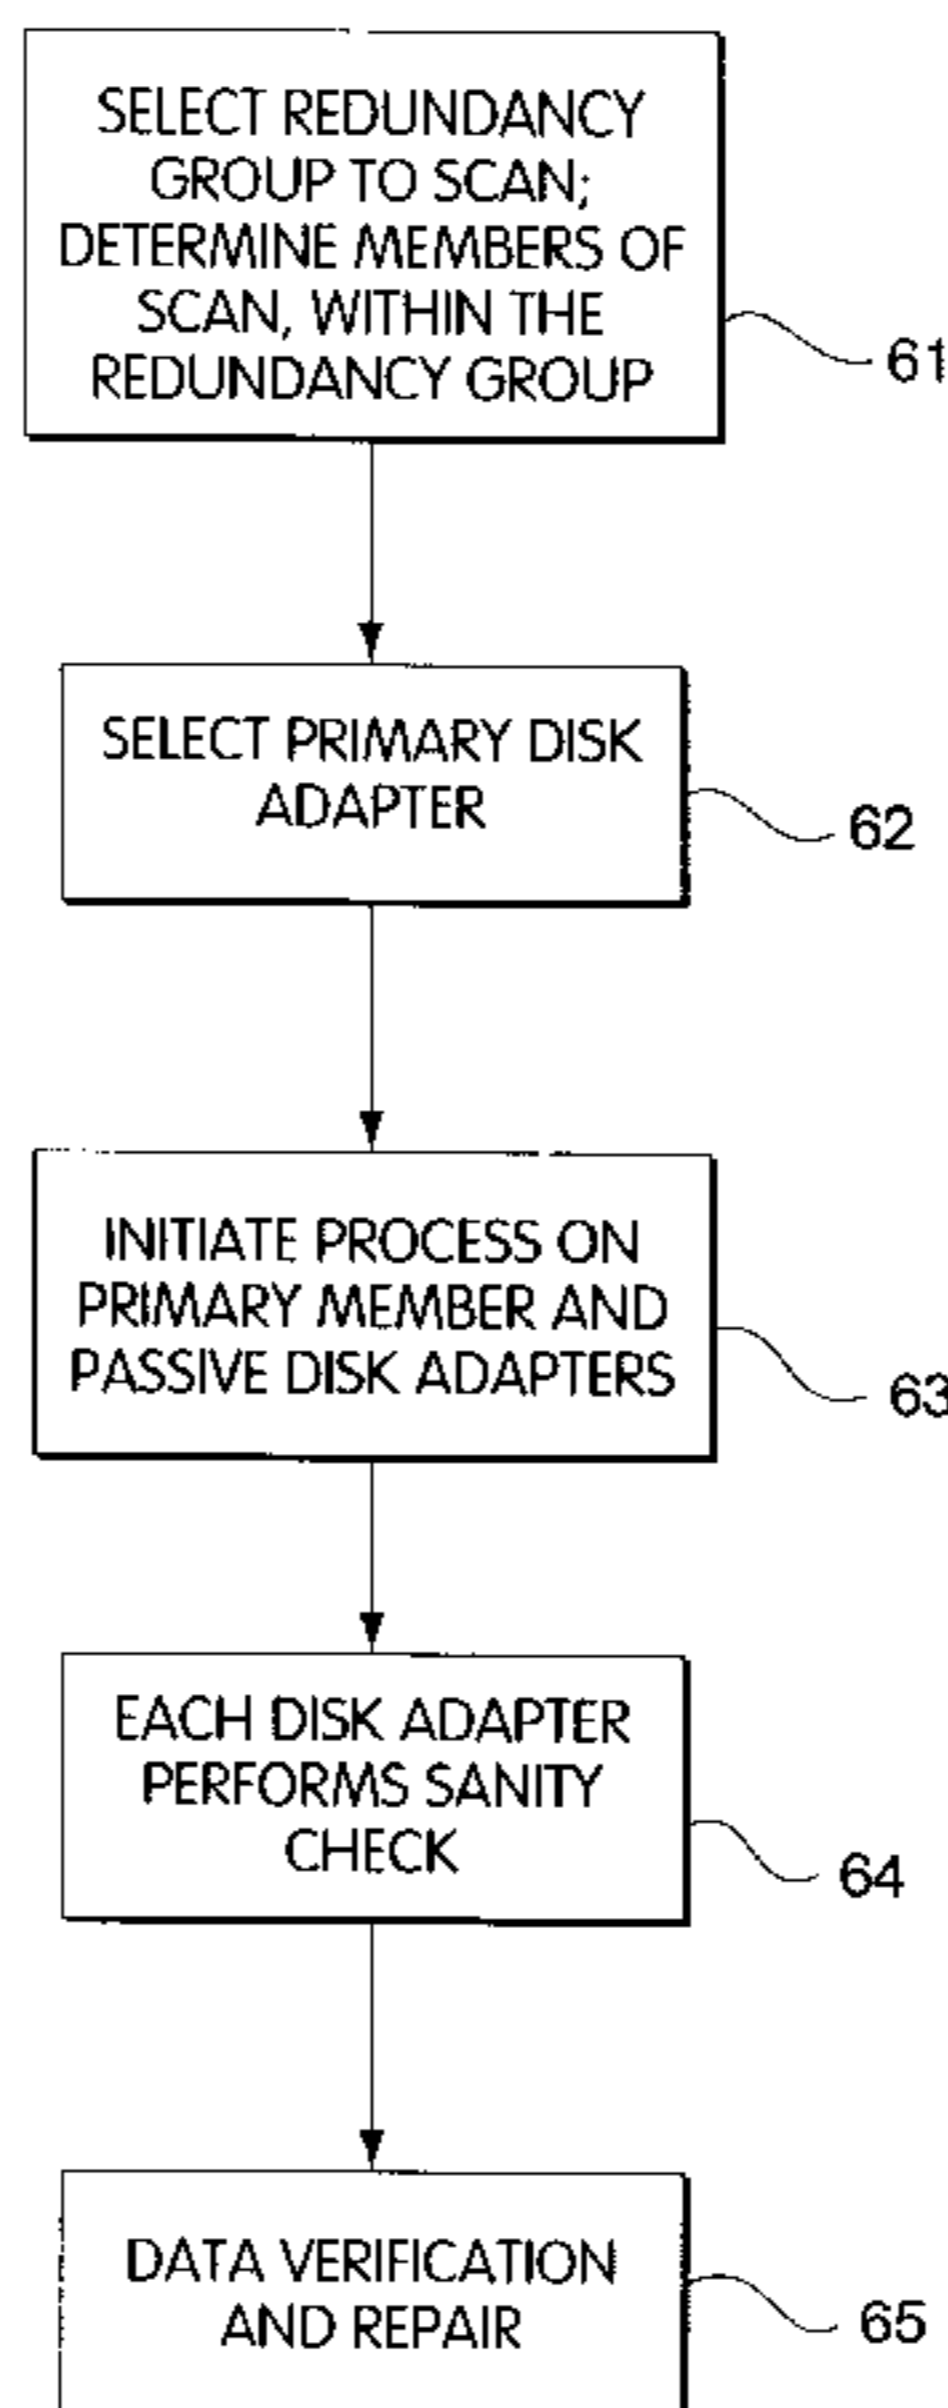 SELECT REDUNDANCY
GROUP TO SCAN;
DETERMINE MEMBERS OF
SCAN, WITHIN THE
REDUNDANCY GROUP
61
SELECT PRIMARY DISK
ADAPTER
62
INITIATE PROCESS ON
PRIMARY MEMBER AND
PASSIVE DISK ADAPTERS
63
EACH DISK ADAPTER
PERFORMS SANITY
CHECK
64
DATA VERIFICATION
AND REPAIR
65